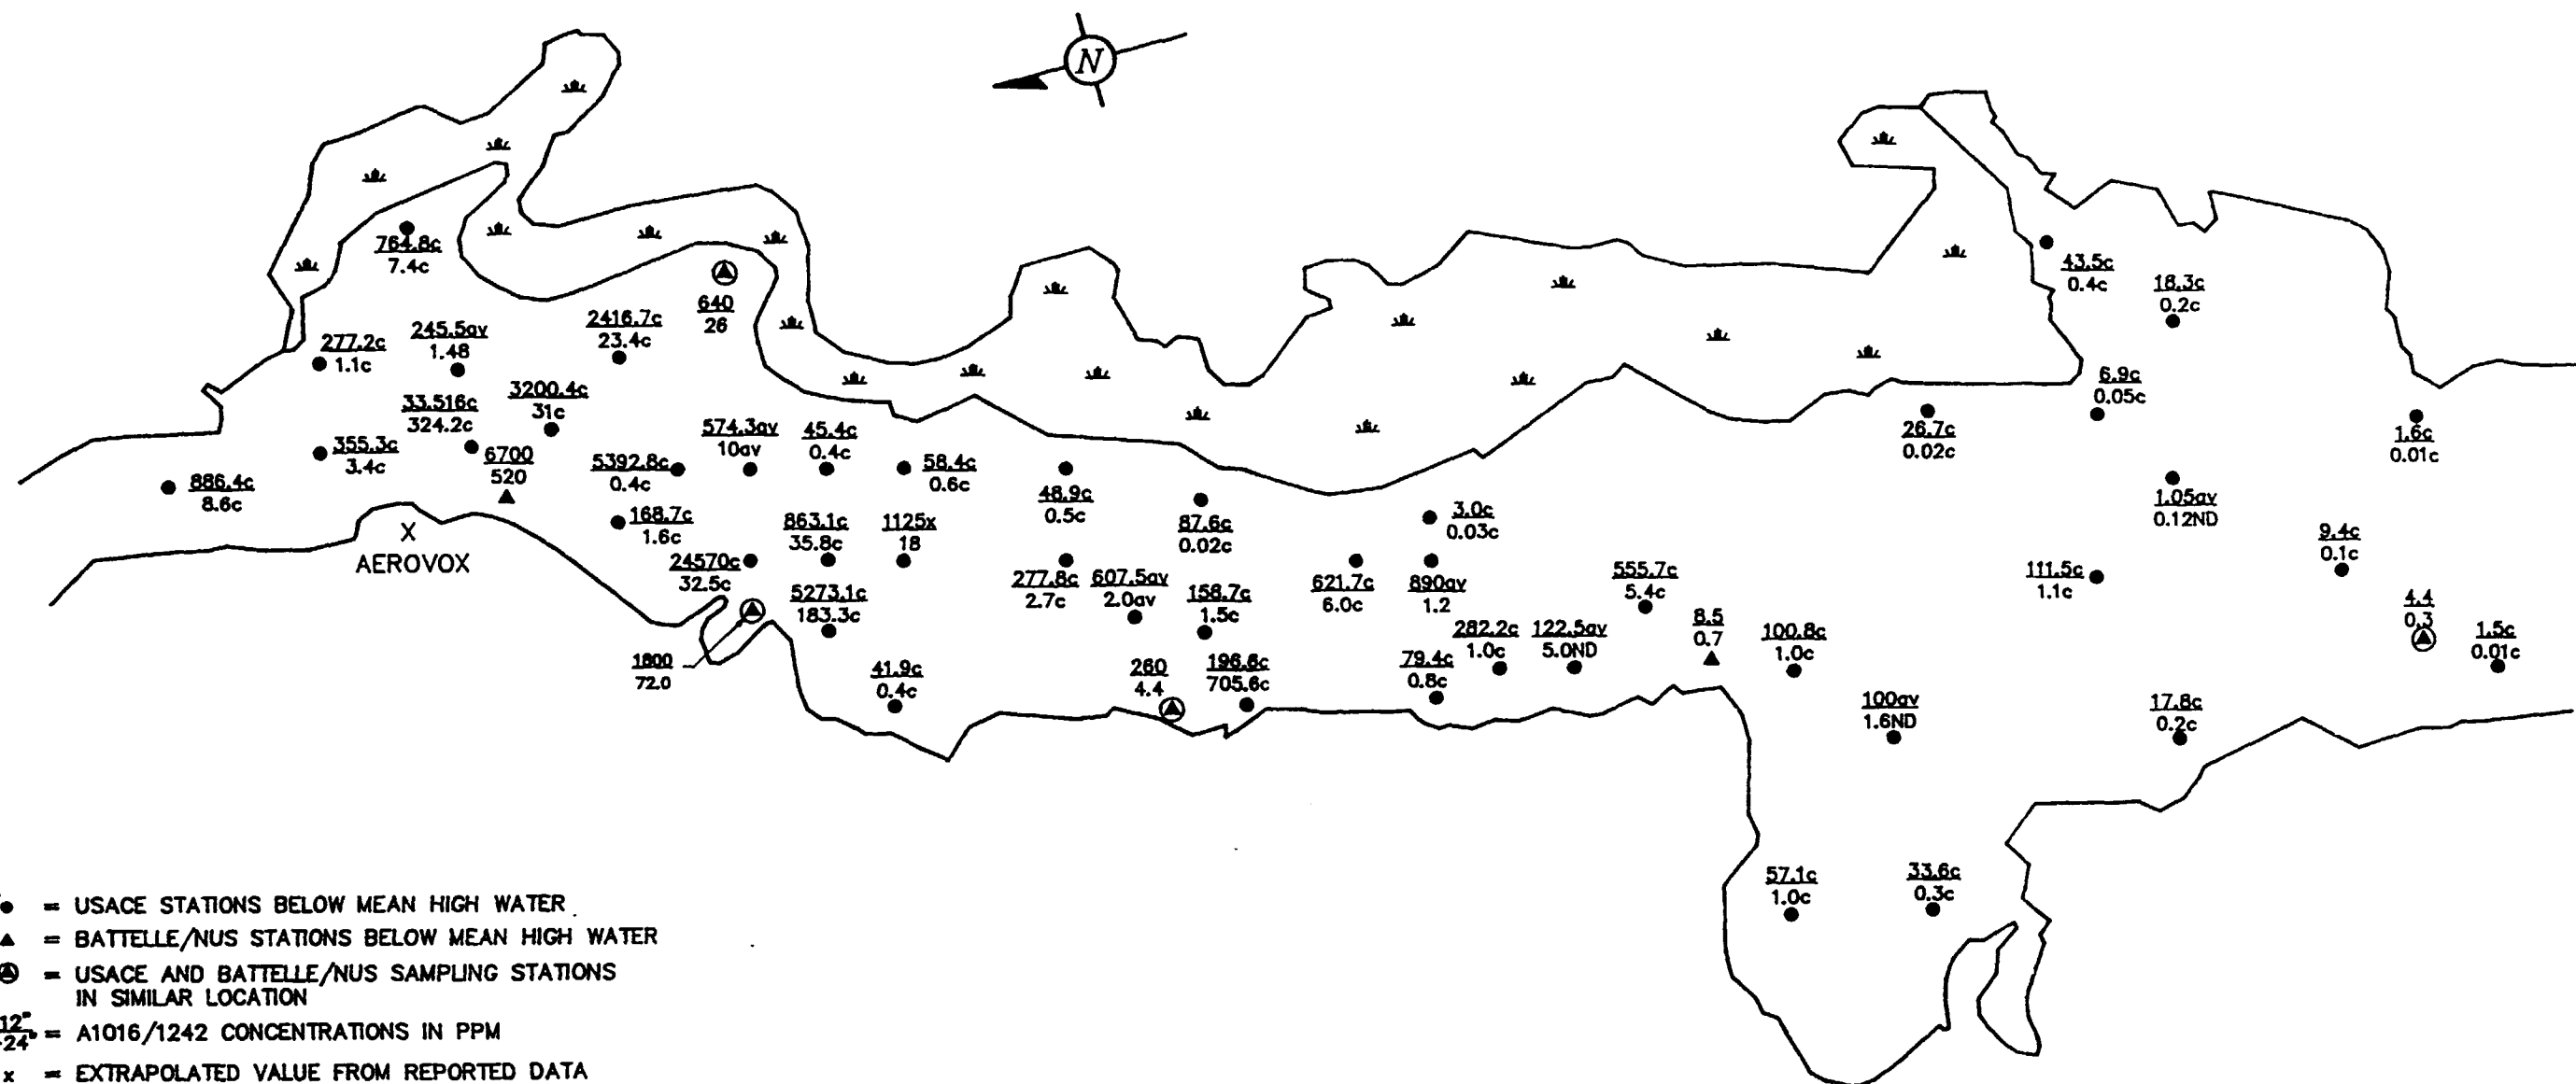 N
764.8c
7.4c
640
26
43.5c
0.4c
18.3c
0.2c
277.2c
1.1c
245.5av
1.48
2416.7c
23.4c
33.516c
324.2c
3200.4c
31c
355.3c
3.4c
6700
520
886.4c
8.6c
5392.8c
0.4c
574.3av
10av
45.4c
0.4c
58.4c
0.6c
48.9c
0.5c
87.6c
0.02c
3.0c
0.03c
26.7c
0.02c
6.9c
0.05c
1.6c
0.01c
1.05av
0.12ND
X
AEROVOX
168.7c
1.6c
24570c
32.5c
863.1c
35.8c
1125x
18
277.8c
2.7c
607.5av
2.0av
158.7c
1.5c
621.7c
6.0c
890av
1.2
555.7c
5.4c
111.5c
1.1c
9.4c
0.1c
5273.1c
183.3c
1800
72.0
41.9c
0.4c
260
4.4
196.6c
705.6c
79.4c
0.8c
282.2c
1.0c
122.5av
5.0ND
8.5
0.7
100.8c
1.0c
4.4
0.3
1.5c
0.01c
100av
1.6ND
17.8c
0.2c
57.1c
1.0c
33.6c
0.3c
= USACE STATIONS BELOW MEAN HIGH WATER
= BATTELLE/NUS STATIONS BELOW MEAN HIGH WATER
= USACE AND BATTELLE/NUS SAMPLING STATIONS
IN SIMILAR LOCATION
12"
24" = A1016/1242 CONCENTRATIONS IN PPM
x = EXTRAPOLATED VALUE FROM REPORTED DATA